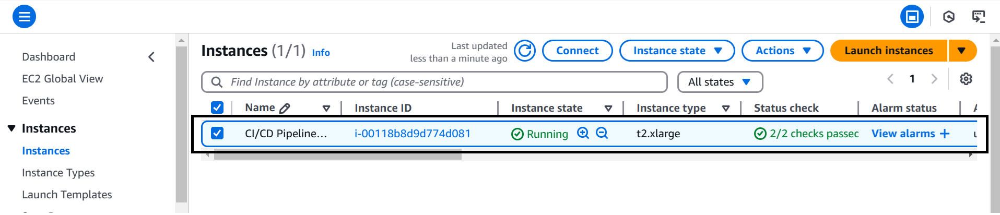 Dashboard
EC2 Global View
Events
Instances
Instances
Instance Types
Launch Templates
Instances (1/1) Info
Last updated
less than a minute ago
Connect
Instance state
Actions
Launch instances
Find Instance by attribute or tag (case-sensitive)
All states
1
Name Instance ID Instance state Instance type Status check Alarm status
CI/CD Pipeline... i-00118b8d9d774d081 Running t2.xlarge 2/2 checks passed View alarms +